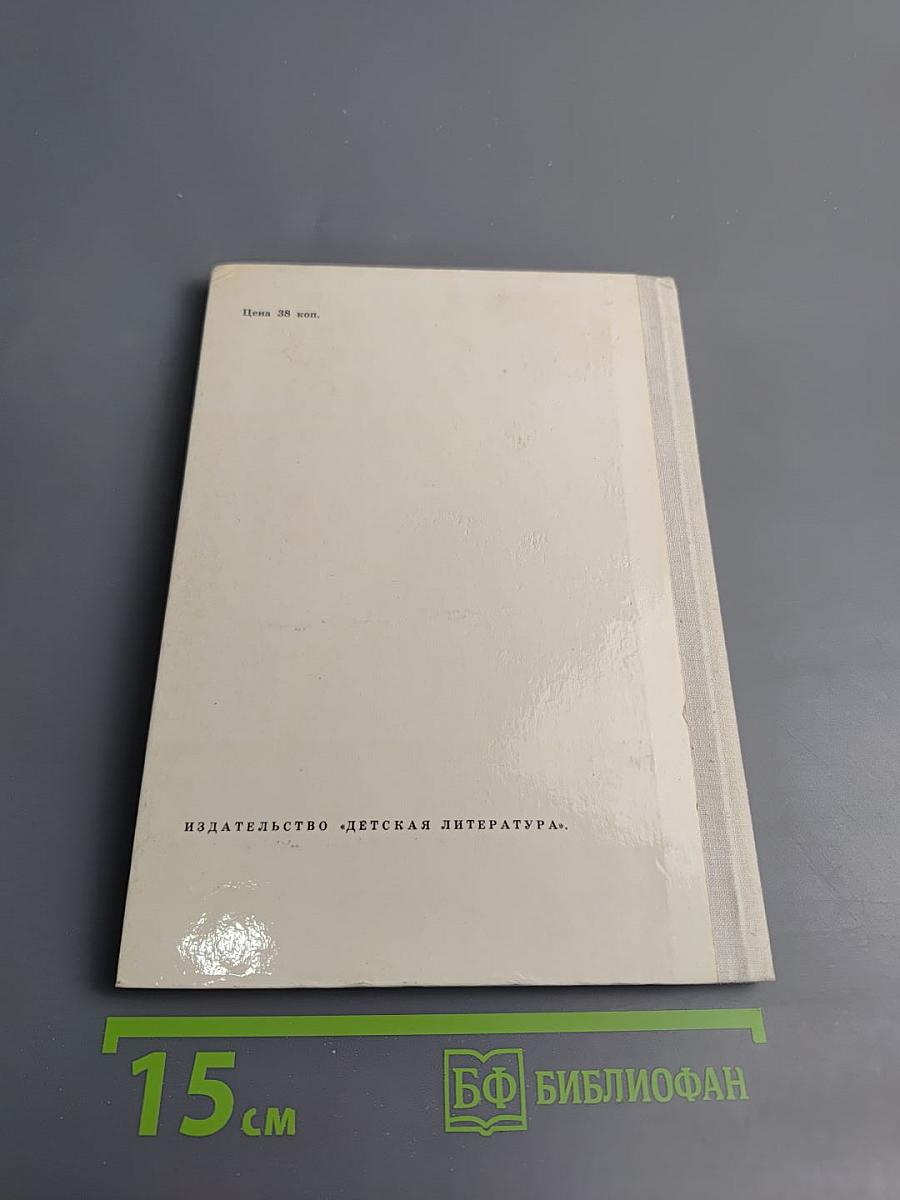 Цена 38 коп.
ИЗДАТЕЛЬСТВО «ДЕТСКАЯ ЛИТЕРАТУРА».
15 см
БФ БИБЛИОФАН